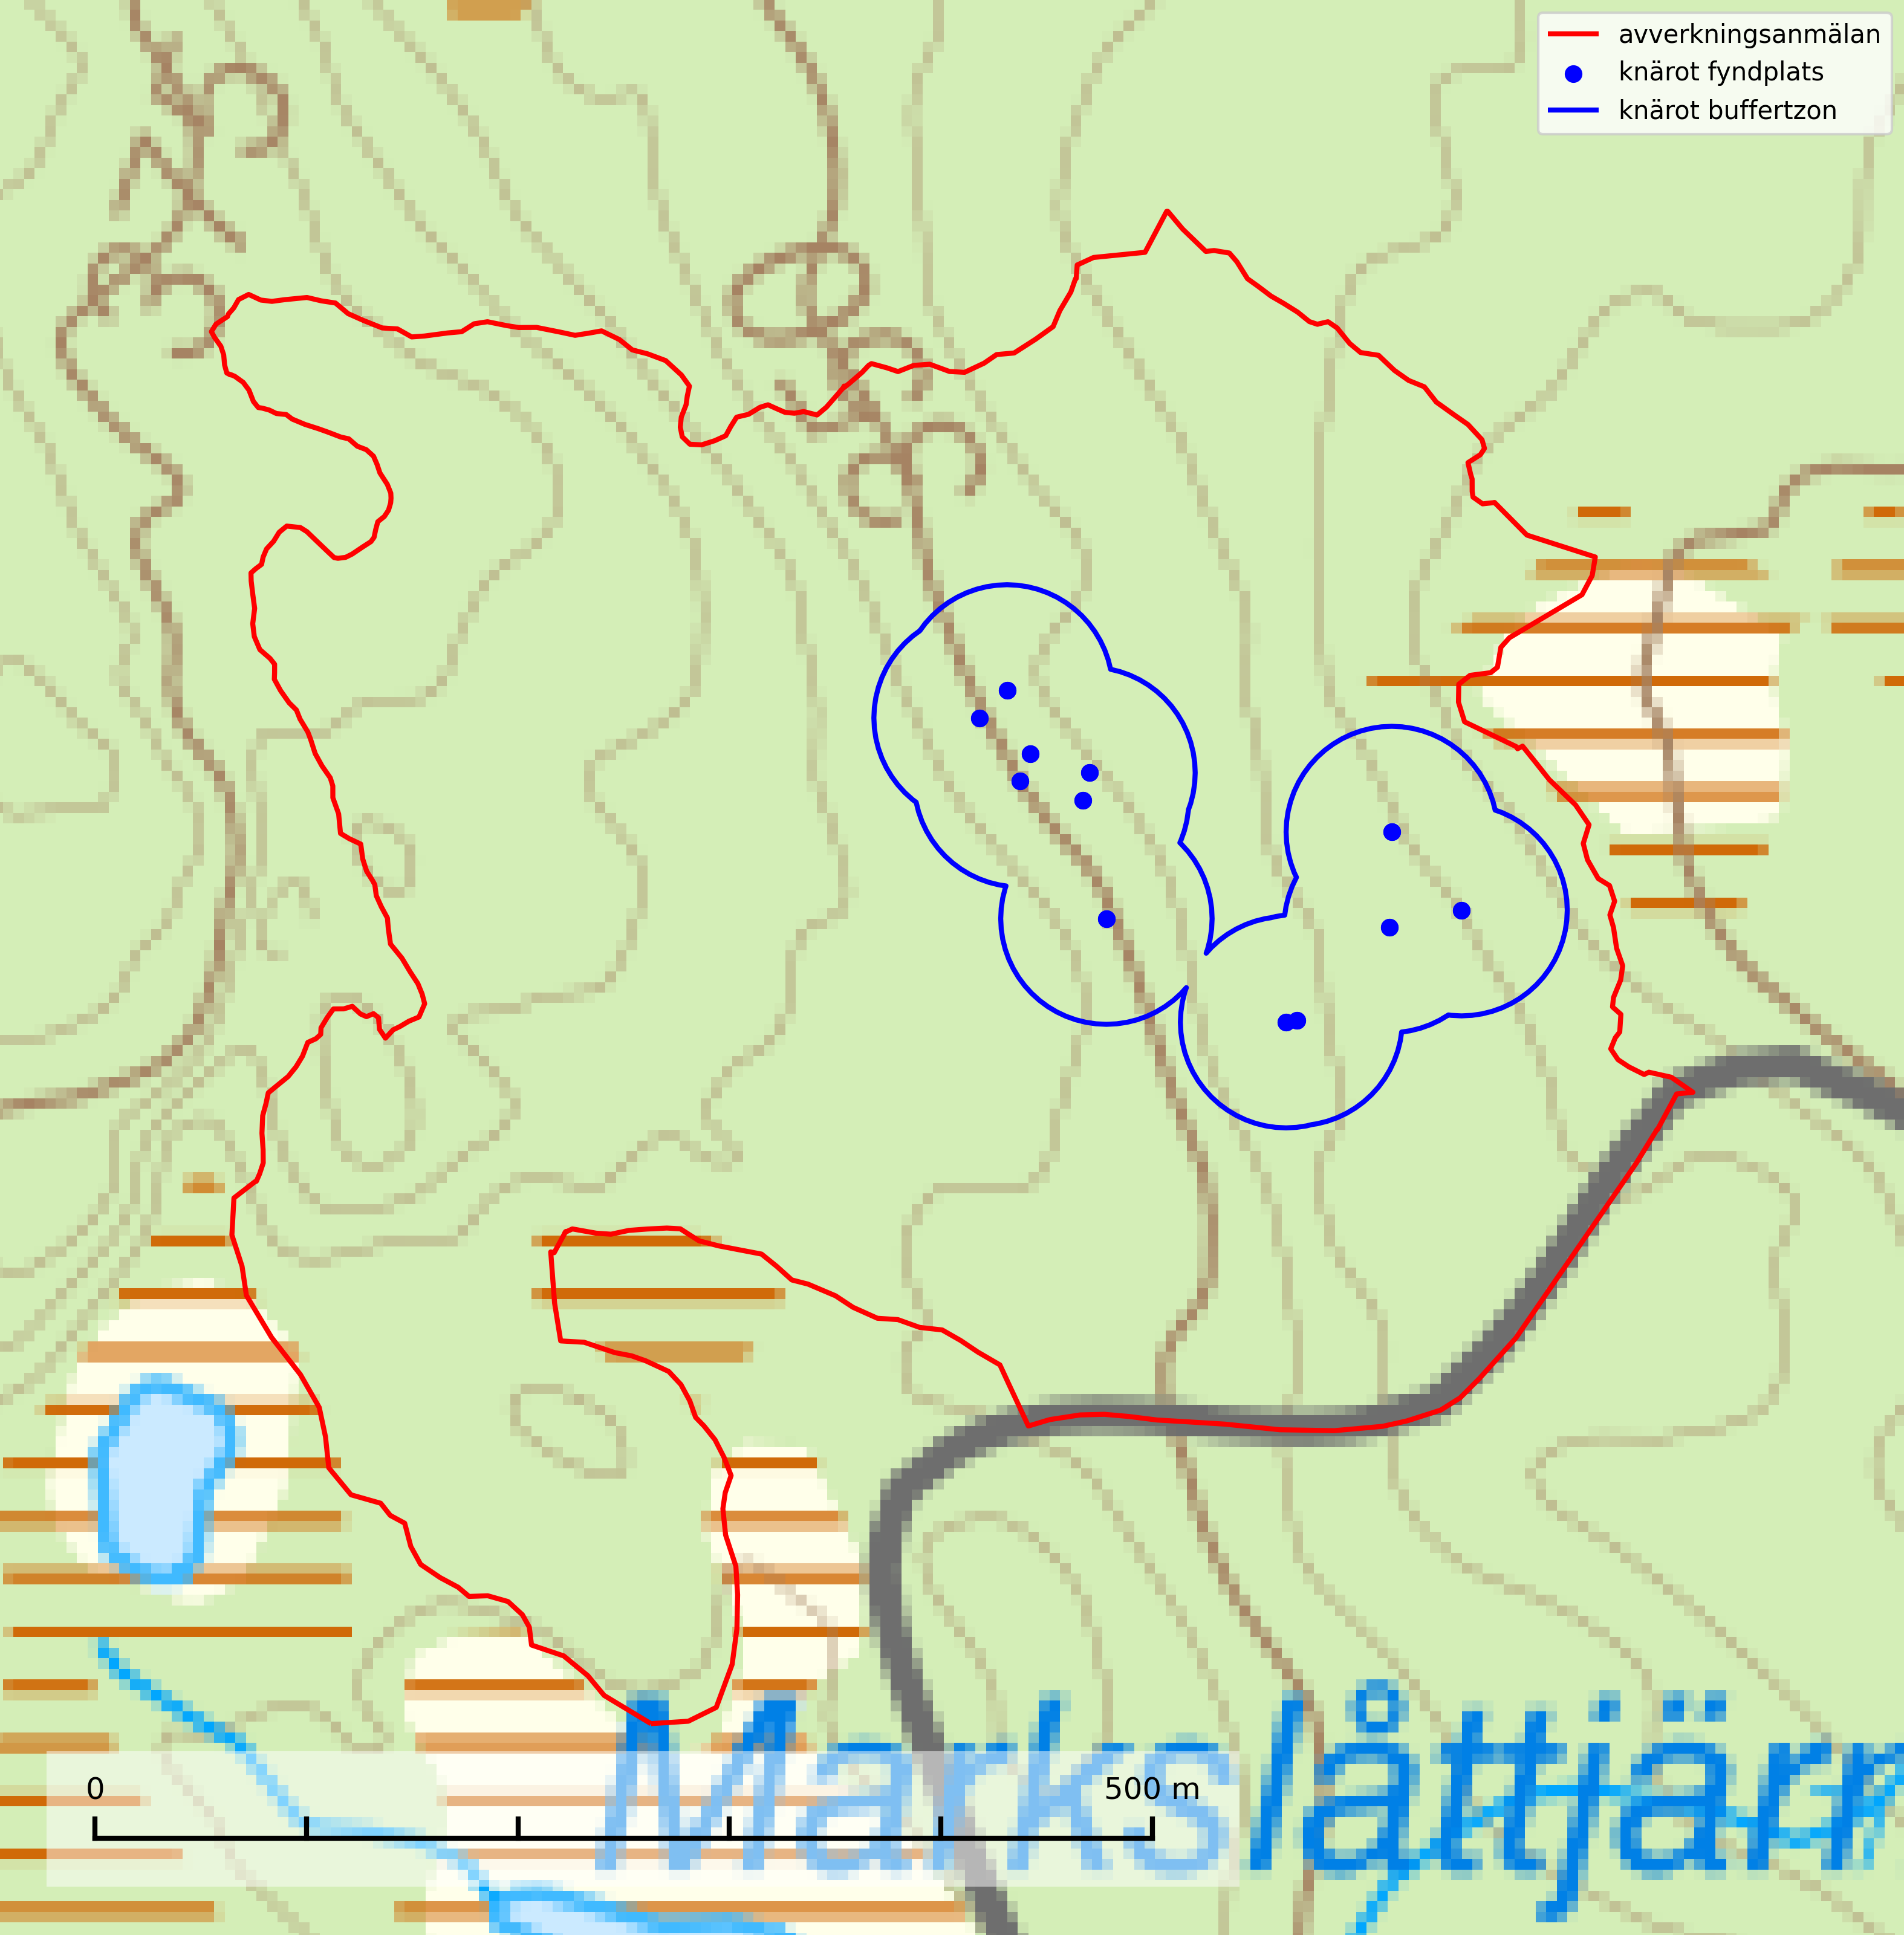 avverkningsanmälan
knärot fyndplats
knärot buffertzon
0 500 m
Markslåttjärn